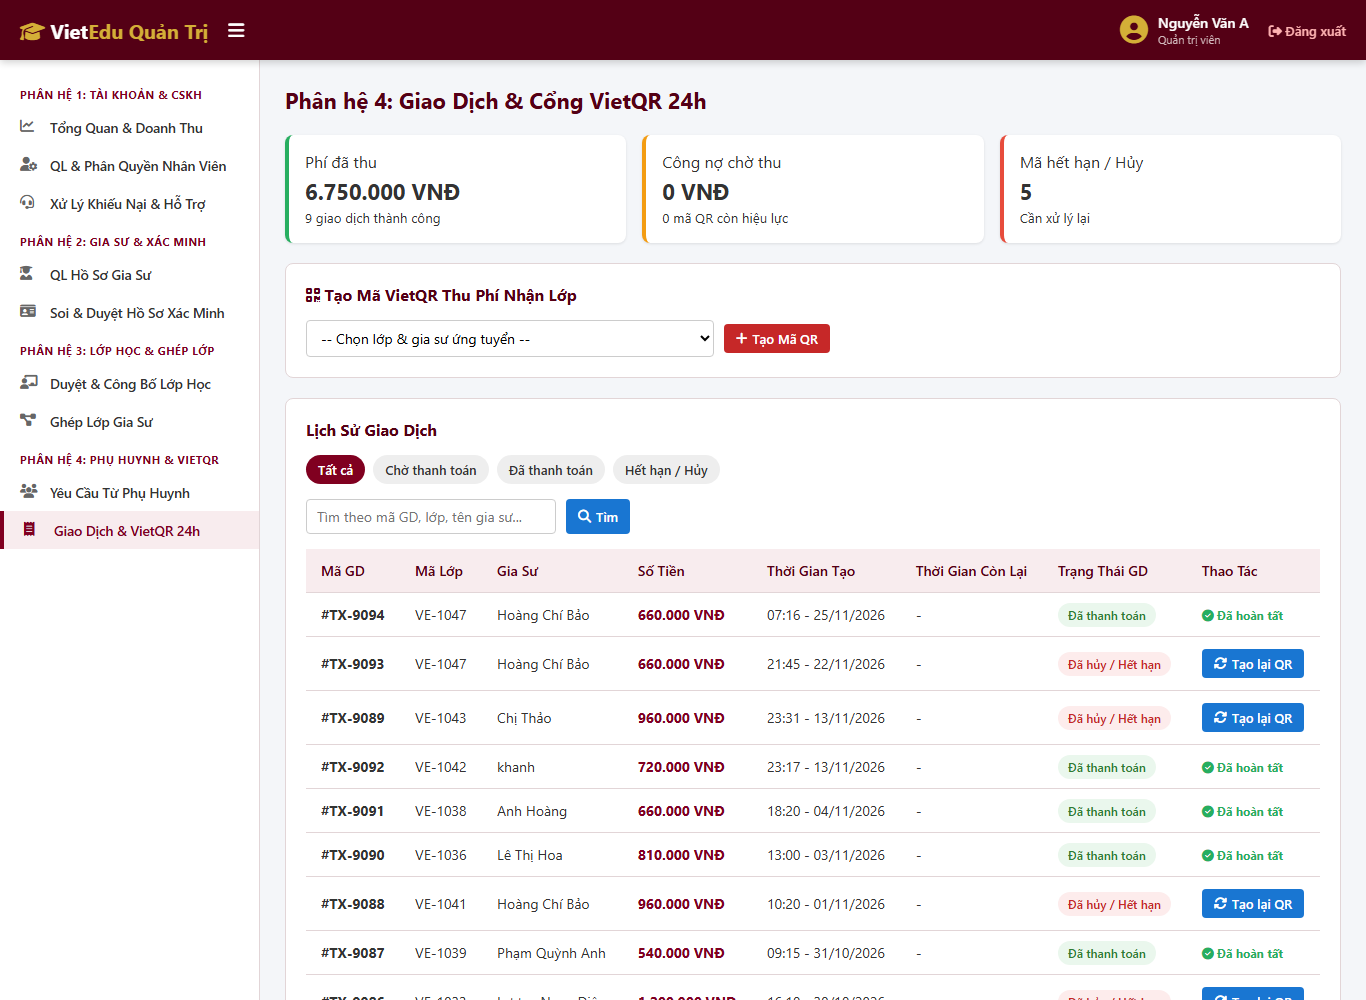 VietEdu Quản Trị
Nguyễn Văn A
Quản trị viên
Đăng xuất
PHÂN HỆ 1: TÀI KHOẢN & CSKH
Tổng Quan & Doanh Thu
QL & Phân Quyền Nhân Viên
Xử Lý Khiếu Nại & Hỗ Trợ
PHÂN HỆ 2: GIA SƯ & XÁC MINH
QL Hồ Sơ Gia Sư
Soi & Duyệt Hồ Sơ Xác Minh
PHÂN HỆ 3: LỚP HỌC & GHÉP LỚP
Duyệt & Công Bố Lớp Học
Ghép Lớp Gia Sư
PHÂN HỆ 4: PHỤ HUYNH & VIETQR
Yêu Cầu Từ Phụ Huynh
Giao Dịch & VietQR 24h
Phân hệ 4: Giao Dịch & Cổng VietQR 24h
Phí đã thu
6.750.000 VNĐ
9 giao dịch thành công
Công nợ chờ thu
0 VNĐ
0 mã QR còn hiệu lực
Mã hết hạn / Hủy
5
Cần xử lý lại
Tạo Mã VietQR Thu Phí Nhận Lớp
-- Chọn lớp & gia sư ứng tuyển --
Tạo Mã QR
Lịch Sử Giao Dịch
Tất cả Chờ thanh toán Đã thanh toán Hết hạn / Hủy
Tìm theo mã GD, lớp, tên gia sư...
Tìm
Mã GD Mã Lớp Gia Sư Số Tiền Thời Gian Tạo Thời Gian Còn Lại Trạng Thái GD Thao Tác
#TX-9094 VE-1047 Hoàng Chí Bảo 660.000 VNĐ 07:16 - 25/11/2026 - Đã thanh toán Đã hoàn tất
#TX-9093 VE-1047 Hoàng Chí Bảo 660.000 VNĐ 21:45 - 22/11/2026 - Đã hủy / Hết hạn Tạo lại QR
#TX-9089 VE-1043 Chị Thảo 960.000 VNĐ 23:31 - 13/11/2026 - Đã hủy / Hết hạn Tạo lại QR
#TX-9092 VE-1042 khanh 720.000 VNĐ 23:17 - 13/11/2026 - Đã thanh toán Đã hoàn tất
#TX-9091 VE-1038 Anh Hoàng 660.000 VNĐ 18:20 - 04/11/2026 - Đã thanh toán Đã hoàn tất
#TX-9090 VE-1036 Lê Thị Hoa 810.000 VNĐ 13:00 - 03/11/2026 - Đã thanh toán Đã hoàn tất
#TX-9088 VE-1041 Hoàng Chí Bảo 960.000 VNĐ 10:20 - 01/11/2026 - Đã hủy / Hết hạn Tạo lại QR
#TX-9087 VE-1039 Phạm Quỳnh Anh 540.000 VNĐ 09:15 - 31/10/2026 - Đã thanh toán Đã hoàn tất